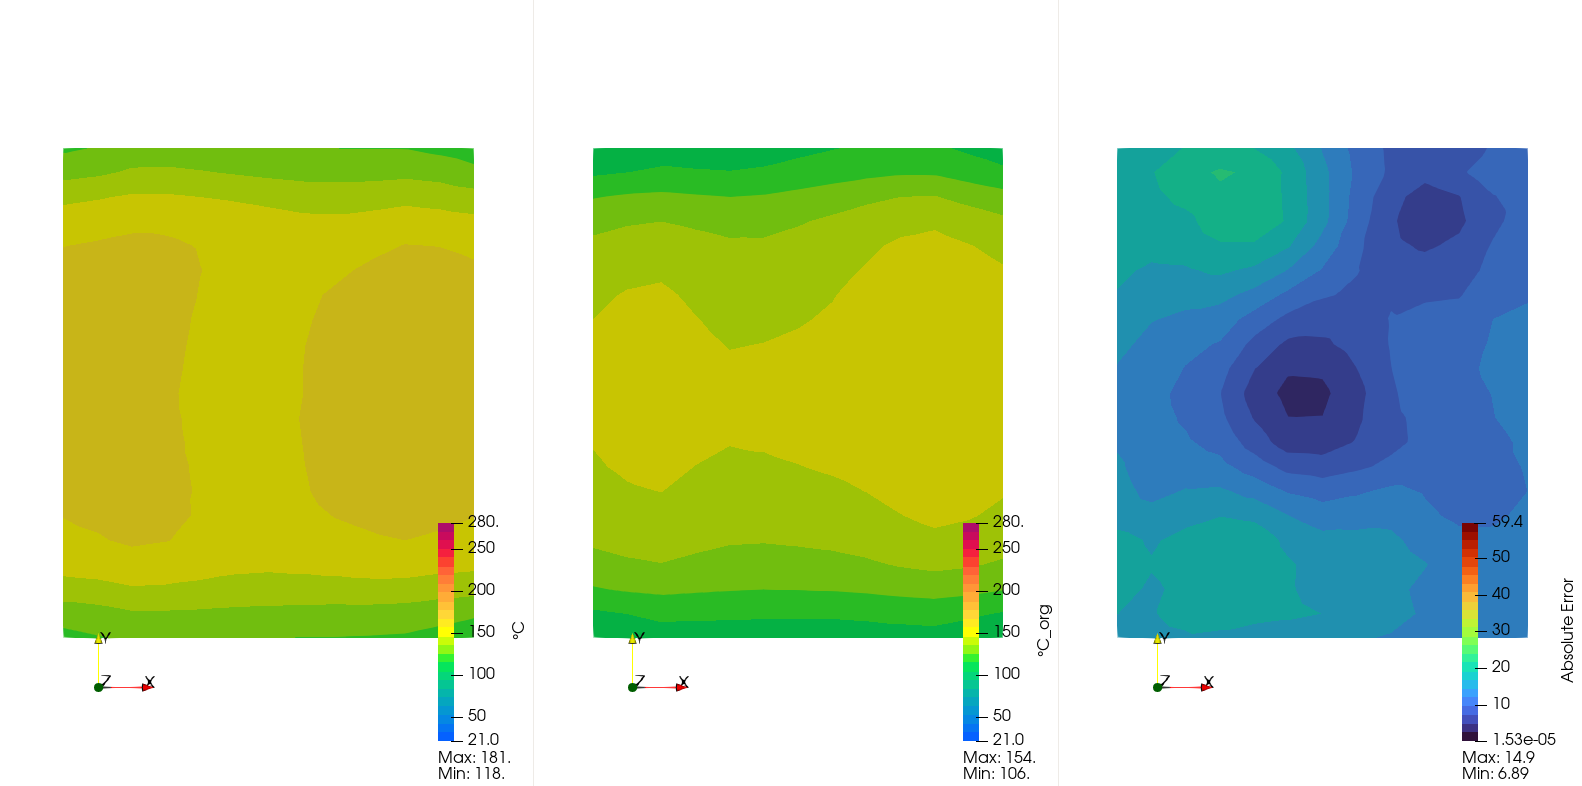 280.
250
200
150
100
50
21.0
°C
Max: 181.
Min: 118.
Y
Z
X
280.
250
200
150
100
50
21.0
°C_org
Max: 154.
Min: 106.
Y
Z
X
59.4
50
40
30
20
10
1.53e-05
Absolute Error
Max: 14.9
Min: 6.89
Y
Z
X